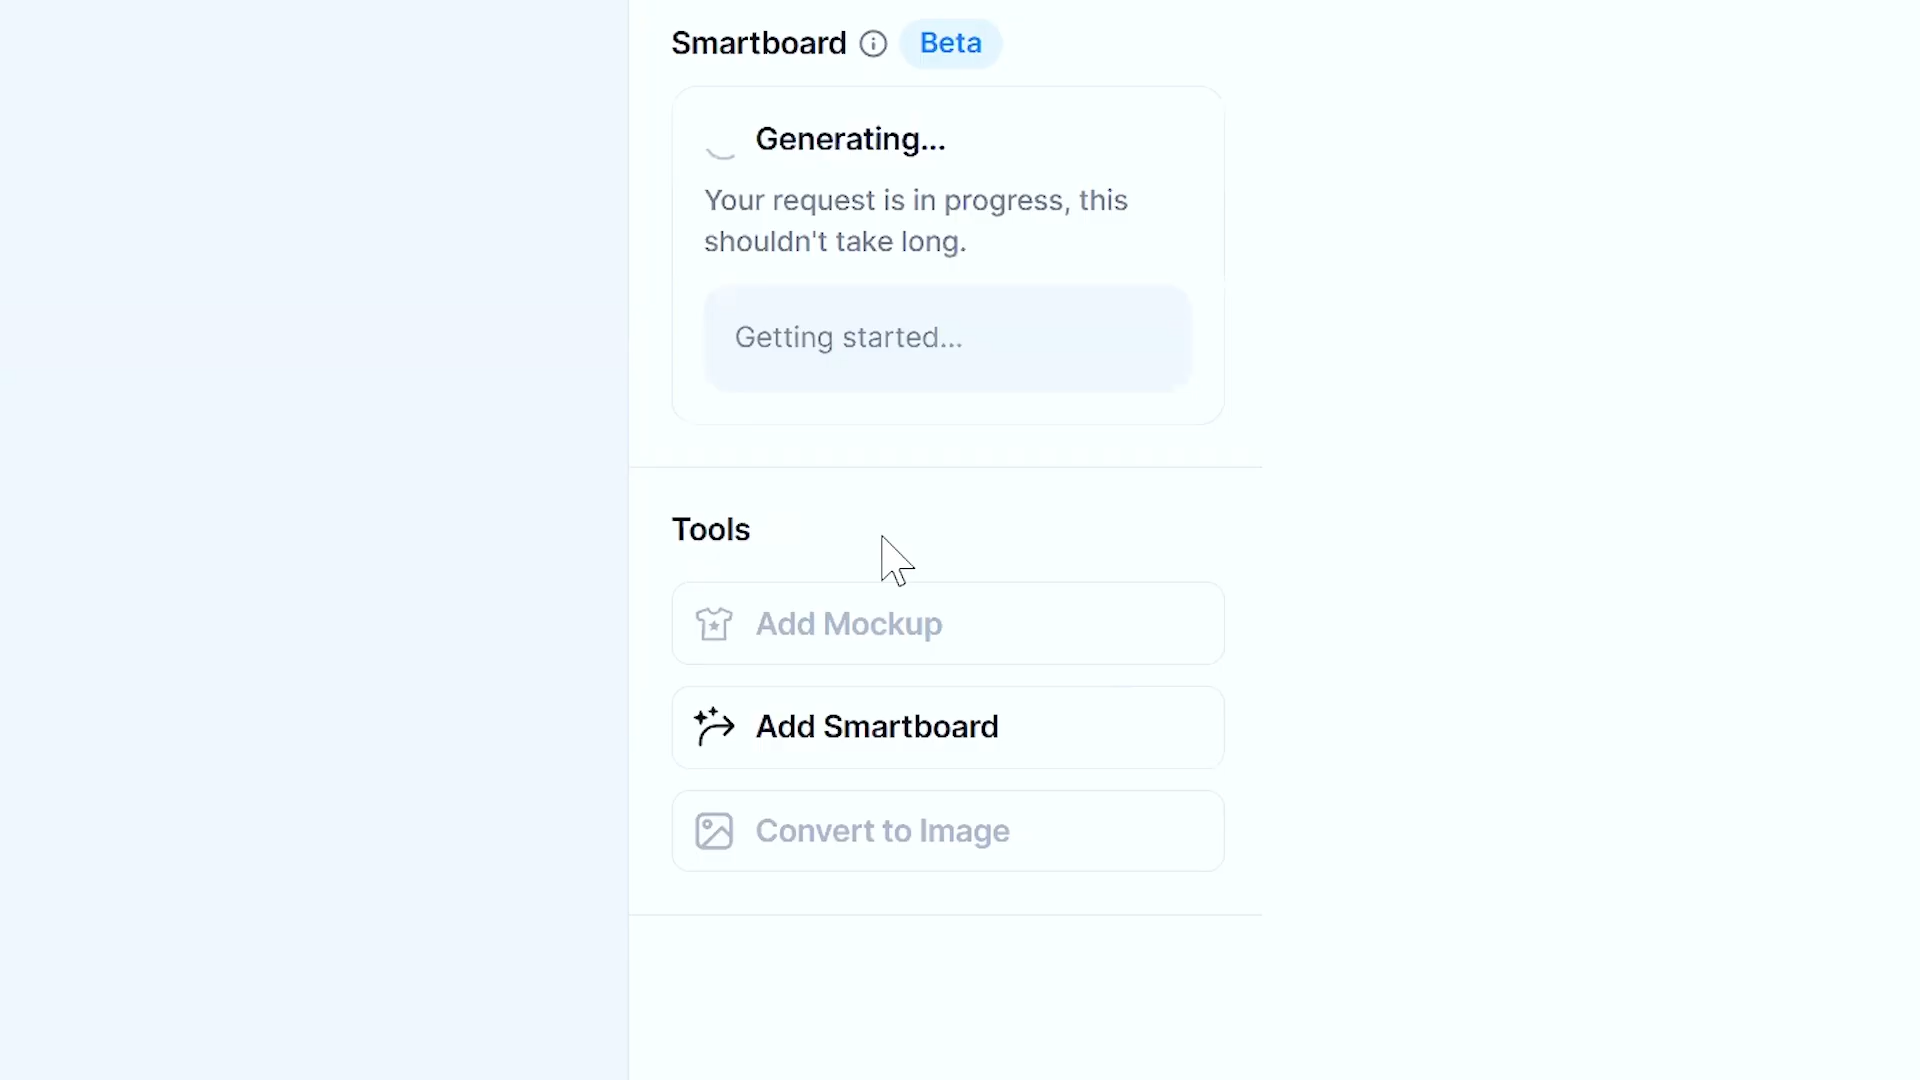 Smartboard Beta
Generating...
Your request is in progress, this
shouldn't take long.
Getting started...
Tools
Add Mockup
Add Smartboard
Convert to Image